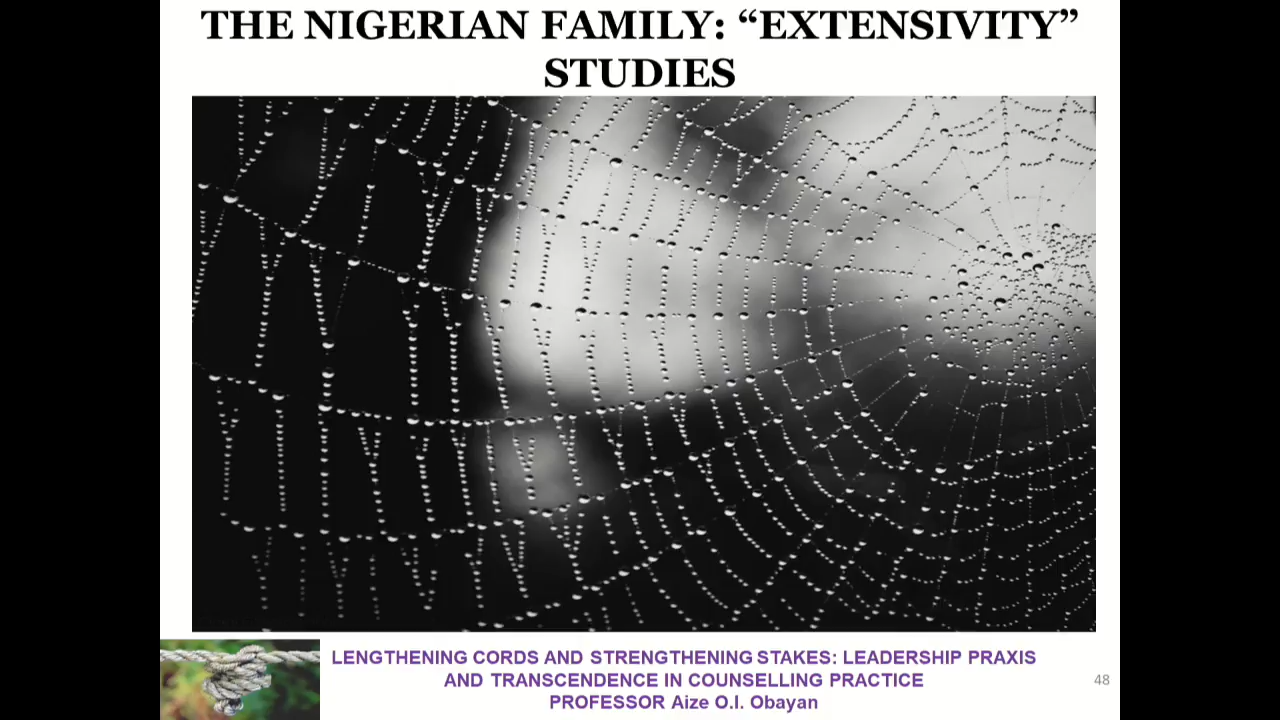 THE NIGERIAN FAMILY: “EXTENSIVITY”
STUDIES
LENGTHENING CORDS AND STRENGTHENING STAKES: LEADERSHIP PRAXIS
AND TRANSCENDENCE IN COUNSELLING PRACTICE
PROFESSOR Aize O.I. Obayan
48